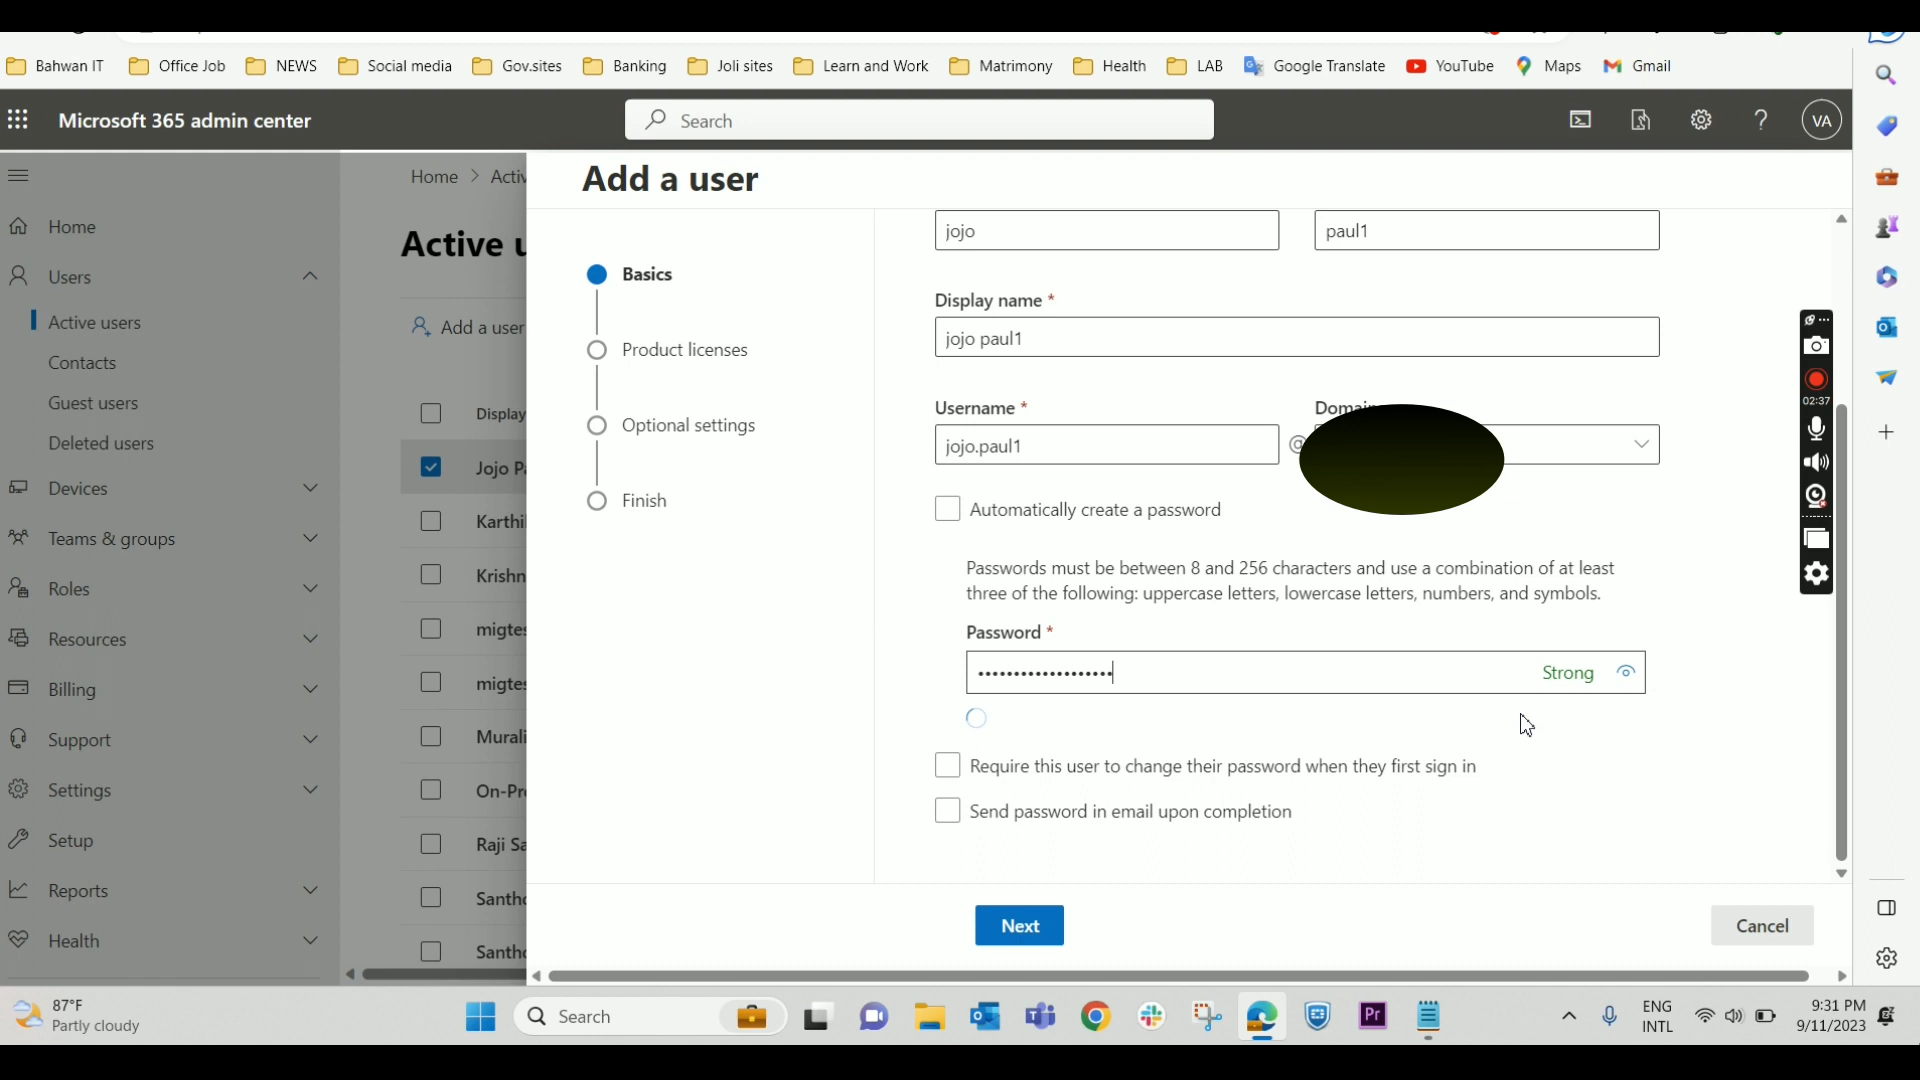 Bahwan IT
Office Job
NEWS
Social media
Gov.sites
Banking
Joli sites
Learn and Work
Matrimony
Health
LAB
Google Translate
YouTube
Maps
Gmail
Microsoft 365 admin center
Search
VA
Home
Users
Active users
Contacts
Guest users
Deleted users
Devices
Teams & groups
Roles
Resources
Billing
Support
Settings
Setup
Reports
Health
Home > Activ
Active u
Add a user
Display
Jojo Pa
Karthi
Krishn
migtes
migtes
Murali
On-Pre
Raji Sa
Santho
Santho
Add a user
Basics
Product licenses
Optional settings
Finish
jojo
paul1
Display name *
jojo paul1
Username *
jojo.paul1
@
Automatically create a password
Passwords must be between 8 and 256 characters and use a combination of at least
three of the following: uppercase letters, lowercase letters, numbers, and symbols.
Password *
Strong
Require this user to change their password when they first sign in
Send password in email upon completion
Next
Cancel
02:37
87°F
Partly cloudy
Search
Pr
ENG
INTL
9:31 PM
9/11/2023